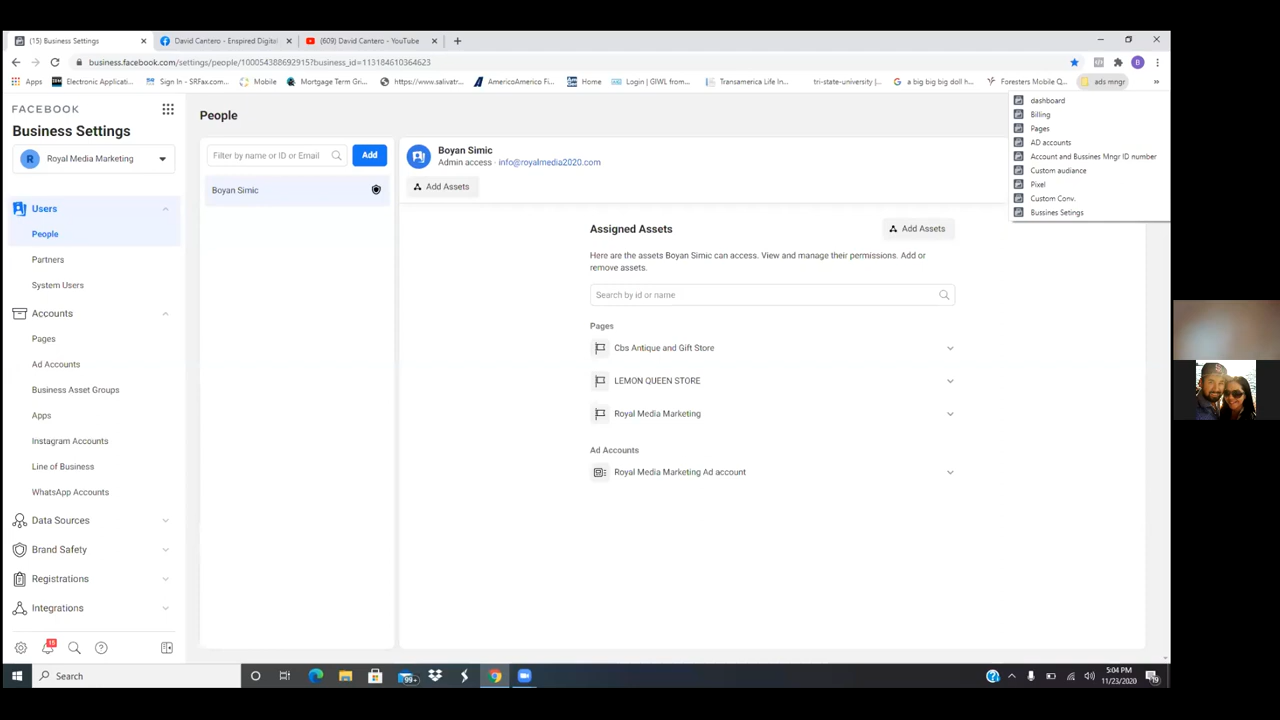 (15) Business Settings
David Cantero - Enspired Digital
(609) David Cantero - YouTube
business.facebook.com/settings/people/100054388692915?business_id=113184610364623
Apps
Electronic Applicati...
Sign In - SRFax.com...
Mobile
Mortgage Term Gri...
https://www.salivatr...
AmericoAmerico Fi...
Home
Login | GIWL from...
Transamerica Life In...
tri-state-university |...
a big big big doll h...
Foresters Mobile Q...
ads mngr
»
dashboard
Billing
Pages
AD accounts
Account and Bussines Mngr ID number
Custom audiance
Pixel
Custom Conv.
Bussines Setings
FACEBOOK
Business Settings
R
Royal Media Marketing
Users
People
Partners
System Users
Accounts
Pages
Ad Accounts
Business Asset Groups
Apps
Instagram Accounts
Line of Business
WhatsApp Accounts
Data Sources
Brand Safety
Registrations
Integrations
15
People
Filter by name or ID or Email
Add
Boyan Simic
Boyan Simic
Admin access · info@royalmedia2020.com
Add Assets
Assigned Assets
Add Assets
Here are the assets Boyan Simic can access. View and manage their permissions. Add or
remove assets.
Search by id or name
Pages
Cbs Antique and Gift Store
LEMON QUEEN STORE
Royal Media Marketing
Ad Accounts
Royal Media Marketing Ad account
Search
99+
5:04 PM
11/23/2020
19